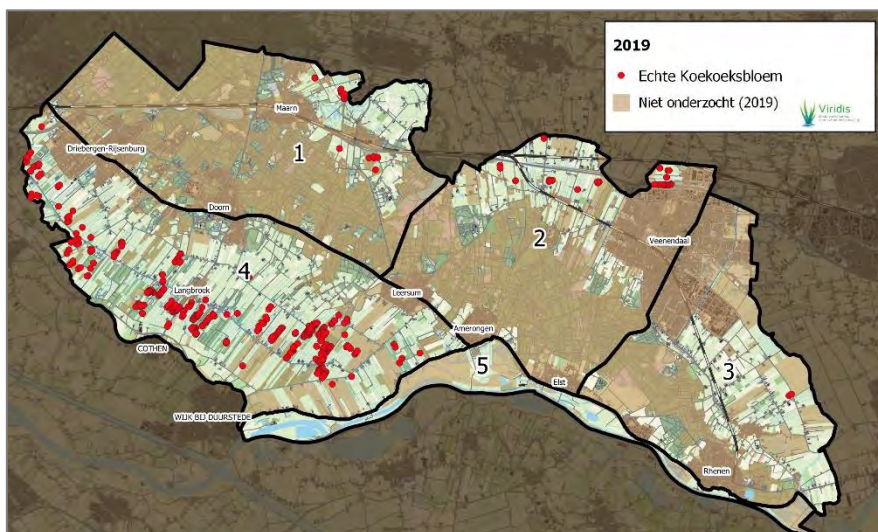 2019
Echte Koekoeksbloem
Niet onderzocht (2019)
Viridis
Maarn
1
Driebergen-Rijsenburg
Doorn
2
Veenendaal
4
Langbroek
Leersum
Amerongen
COTHEN
5
Elst
3
WIJK BIJ DUURSTEDE
Rhenen